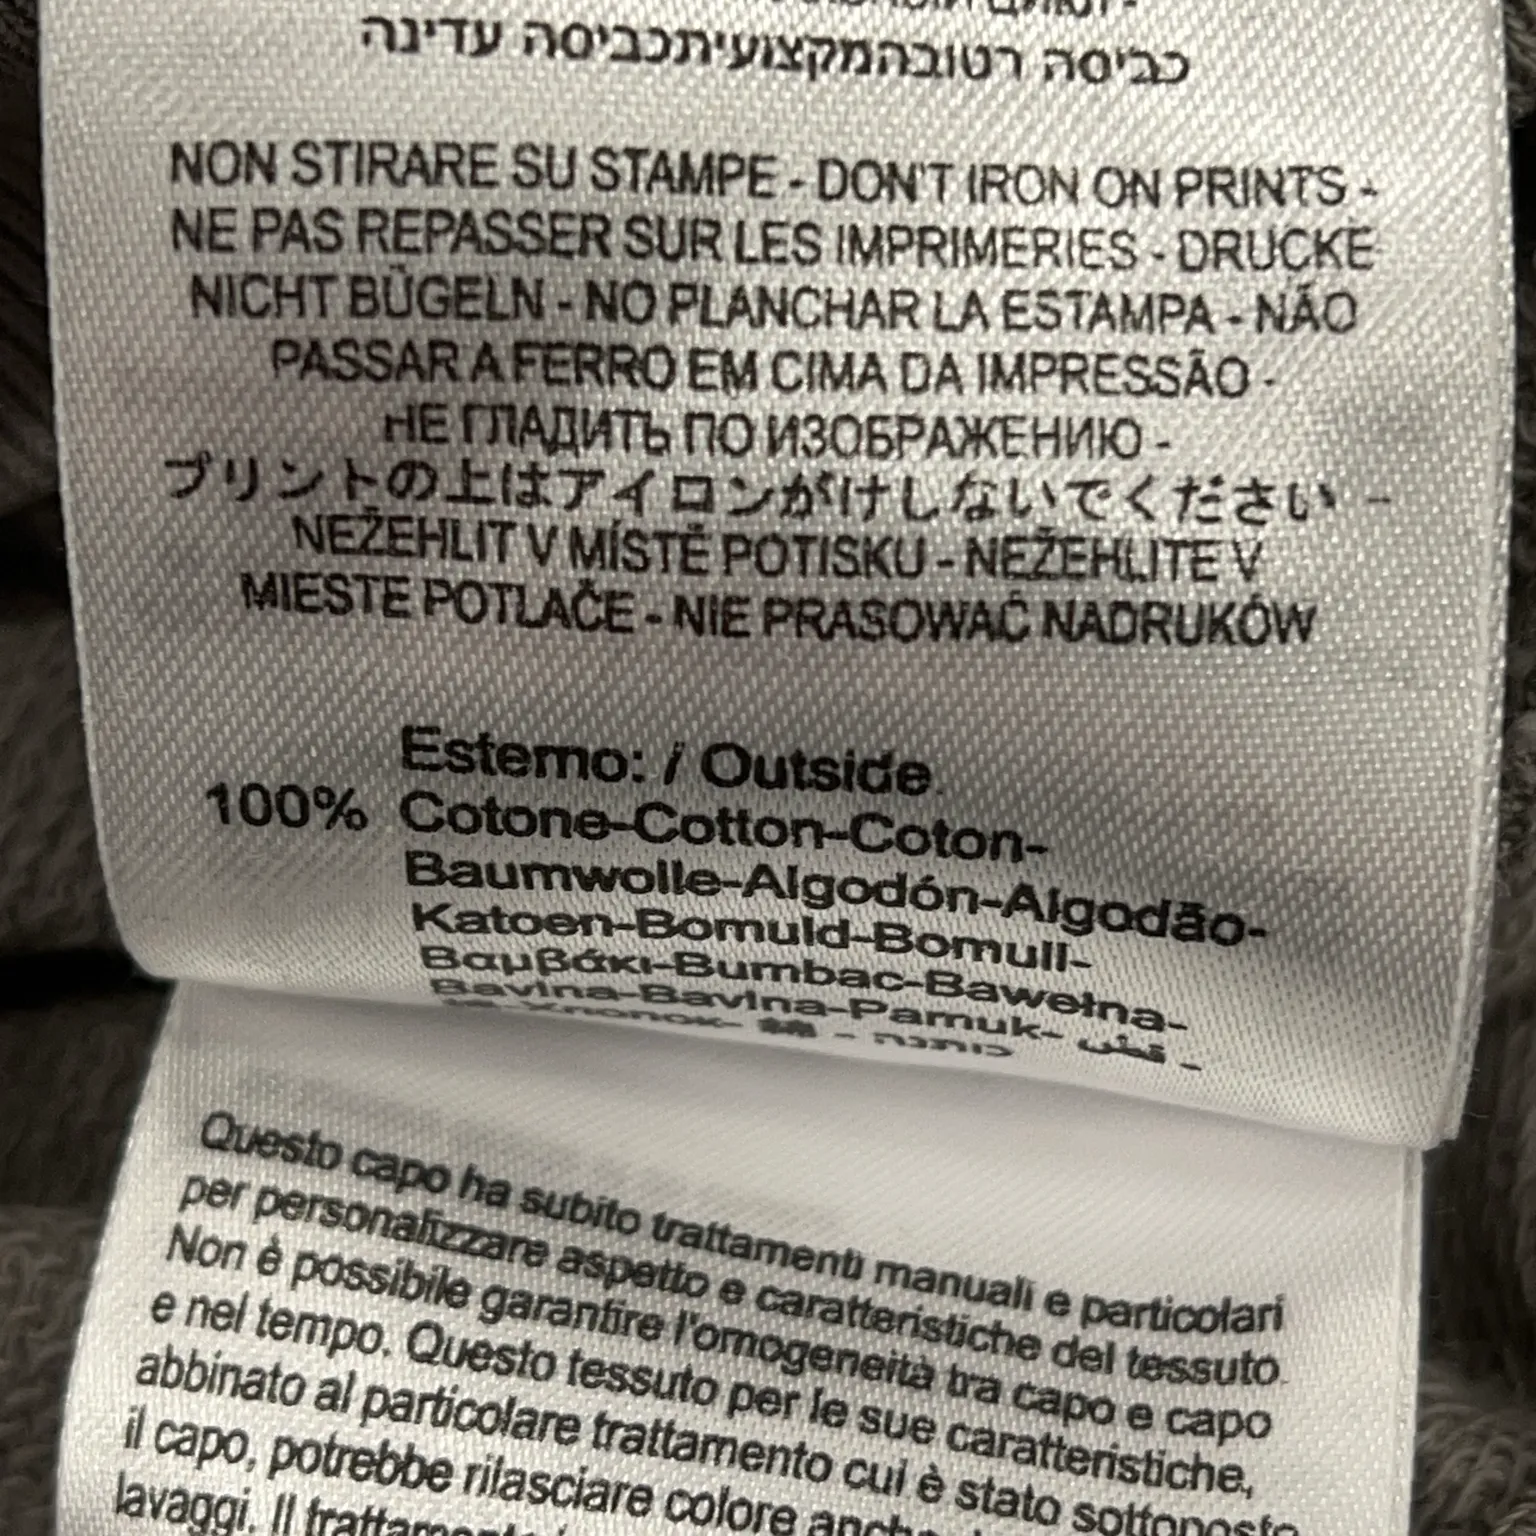 כביסה רטובהמקצועיתכביסה עדינה
NON STIRARE SU STAMPE - DON'T IRON ON PRINTS -
NE PAS REPASSER SUR LES IMPRIMERIES - DRUCKE
NICHT BÜGELN - NO PLANCHAR LA ESTAMPA - NÃO
PASSAR A FERRO EM CIMA DA IMPRESSÃO -
НЕ ГЛАДИТЬ ПО ИЗОБРАЖЕНИЮ -
プリントの上はアイロンがけしないでください -
NEŽEHLIT V MÍSTĚ POTISKU - NEŽEHLITE V
MIESTE POTLAČE - NIE PRASOWAĆ NADRUKÓW
Esterno: / Outside
100% Cotone-Cotton-Coton-
Baumwolle-Algodón-Algodão-
Katoen-Bomuld-Bomull-
Βαμβάκι-Bumbac-Bawełna-
Bavlna-Bavlna-Pamuk- قطن -
Хлопок- 綿 - כותנה
Questo capo ha subito trattamenti manuali e particolari
per personalizzare aspetto e caratteristiche del tessuto.
Non è possibile garantire l'omogeneità tra capo e capo
e nel tempo. Questo tessuto per le sue caratteristiche,
abbinato al particolare trattamento cui è stato sottoposto
il capo, potrebbe rilasciare colore
lavaggi. Il